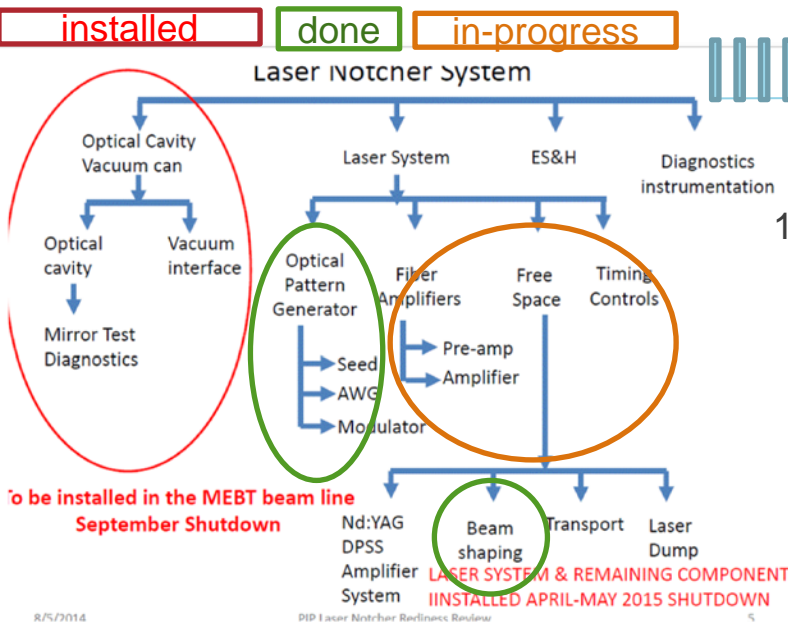 installed
done
in-progress
Laser Notcher System
Optical Cavity
Vacuum can
Laser System
ES&H
Diagnostics
instrumentation
1
Optical
cavity
Vacuum
interface
Optical
Pattern
Generator
Fiber
Amplifiers
Free
Space
Timing
Controls
Mirror Test
Diagnostics
Seed
AWG
Modulator
Pre-amp
Amplifier
To be installed in the MEBT beam line
September Shutdown
Nd:YAG
DPSS
Amplifier
System
Beam
shaping
Transport
Laser
Dump
LASER SYSTEM & REMAINING COMPONENT
IINSTALLED APRIL-MAY 2015 SHUTDOWN
8/5/2014
PIP Laser Notcher Rediness Review
5